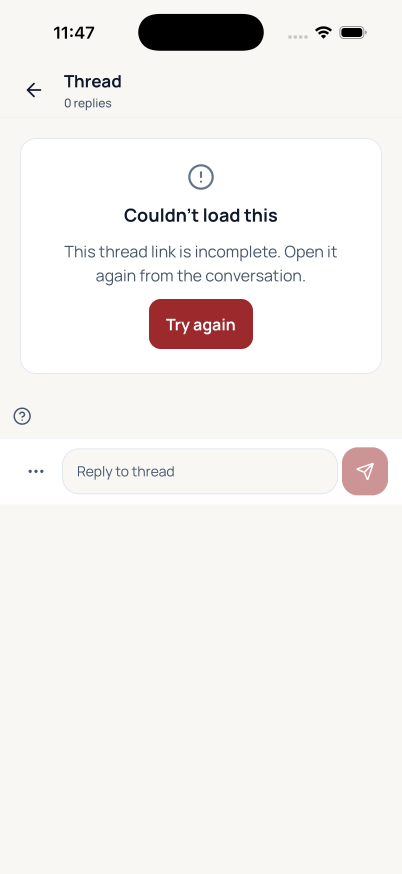 11:47
Thread
0 replies
Couldn't load this
This thread link is incomplete. Open it
again from the conversation.
Try again
Reply to thread